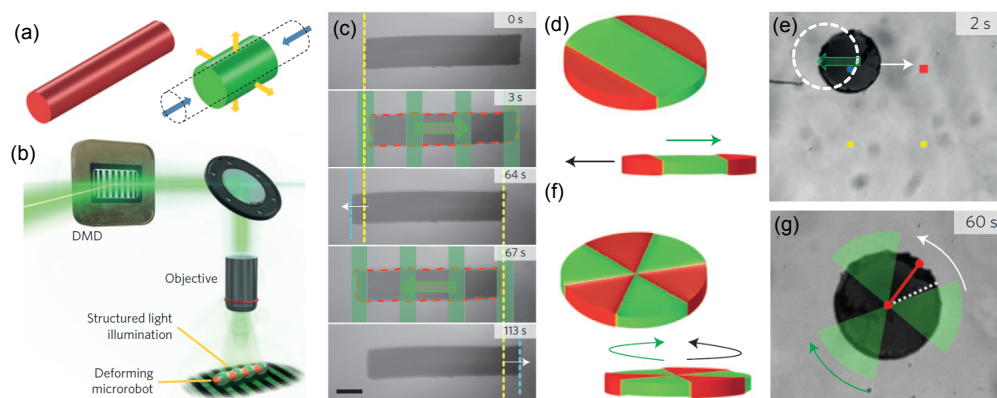 (a)
(b)
DMD
Objective
Structured light
illumination
Deforming
microrobot
(c)
0 s
3 s
64 s
67 s
113 s
(d)
(f)
(e)
2 s
(g)
60 s